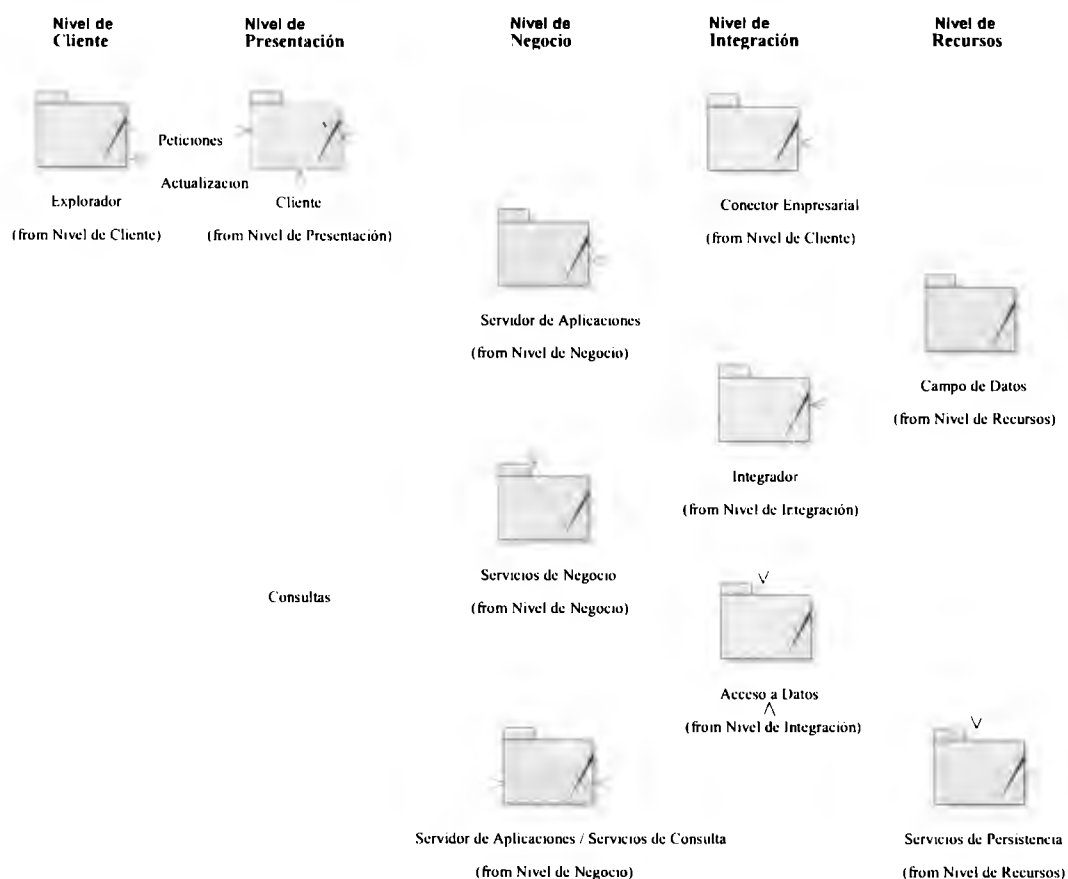 Nivel de
Cliente
Nivel de
Presentación
Nivel de
Negocio
Nivel de
Integración
Nivel de
Recursos
Peticiones
Actualizacion
Explorador
(from Nivel de Cliente)
Cliente
(from Nivel de Presentación)
Conector Empresarial
(from Nivel de Cliente)
Servidor de Aplicaciones
(from Nivel de Negocio)
Campo de Datos
(from Nivel de Recursos)
Integrador
(from Nivel de Integración)
Servicios de Negocio
(from Nivel de Negocio)
Consultas
Acceso a Datos
(from Nivel de Integración)
Servidor de Aplicaciones / Servicios de Consulta
(from Nivel de Negocio)
Servicios de Persistencia
(from Nivel de Recursos)